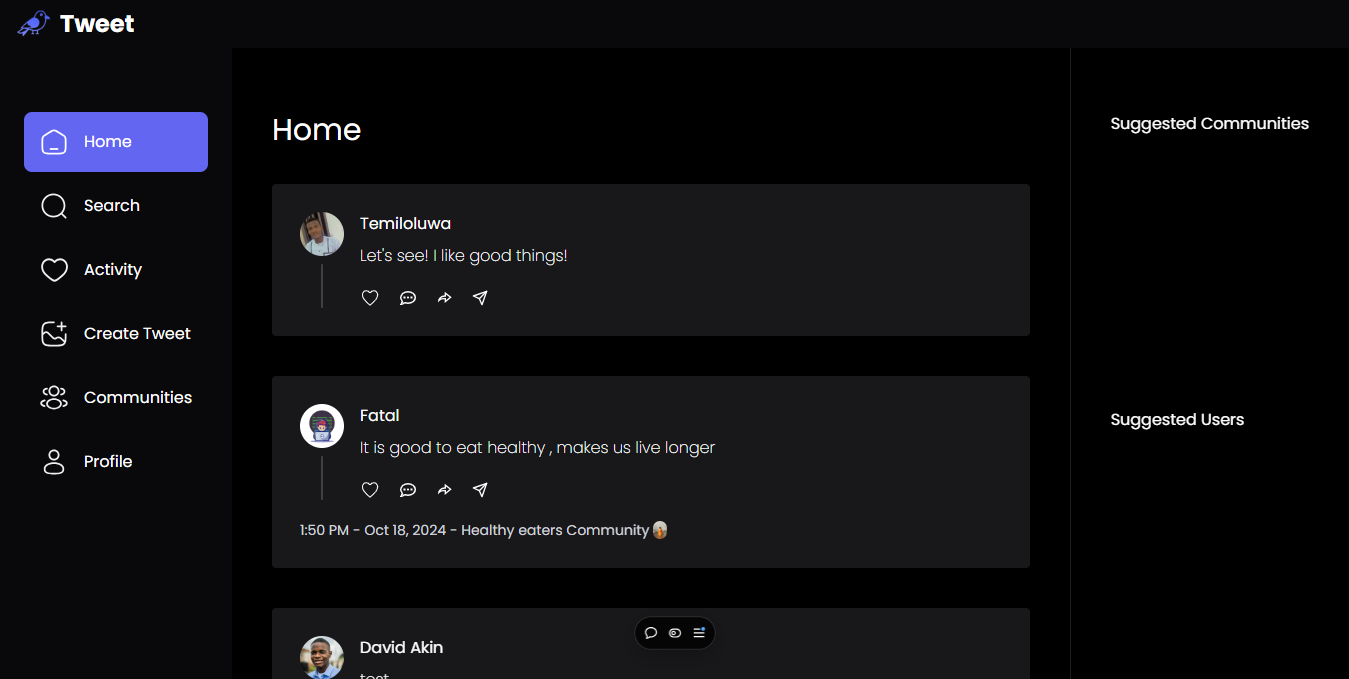 Tweet
Home
Search
Activity
Create Tweet
Communities
Profile
Home
Temiloluwa
Let's see! I like good things!
Fatal
It is good to eat healthy , makes us live longer
1:50 PM - Oct 18, 2024 - Healthy eaters Community
David Akin
test
Suggested Communities
Suggested Users